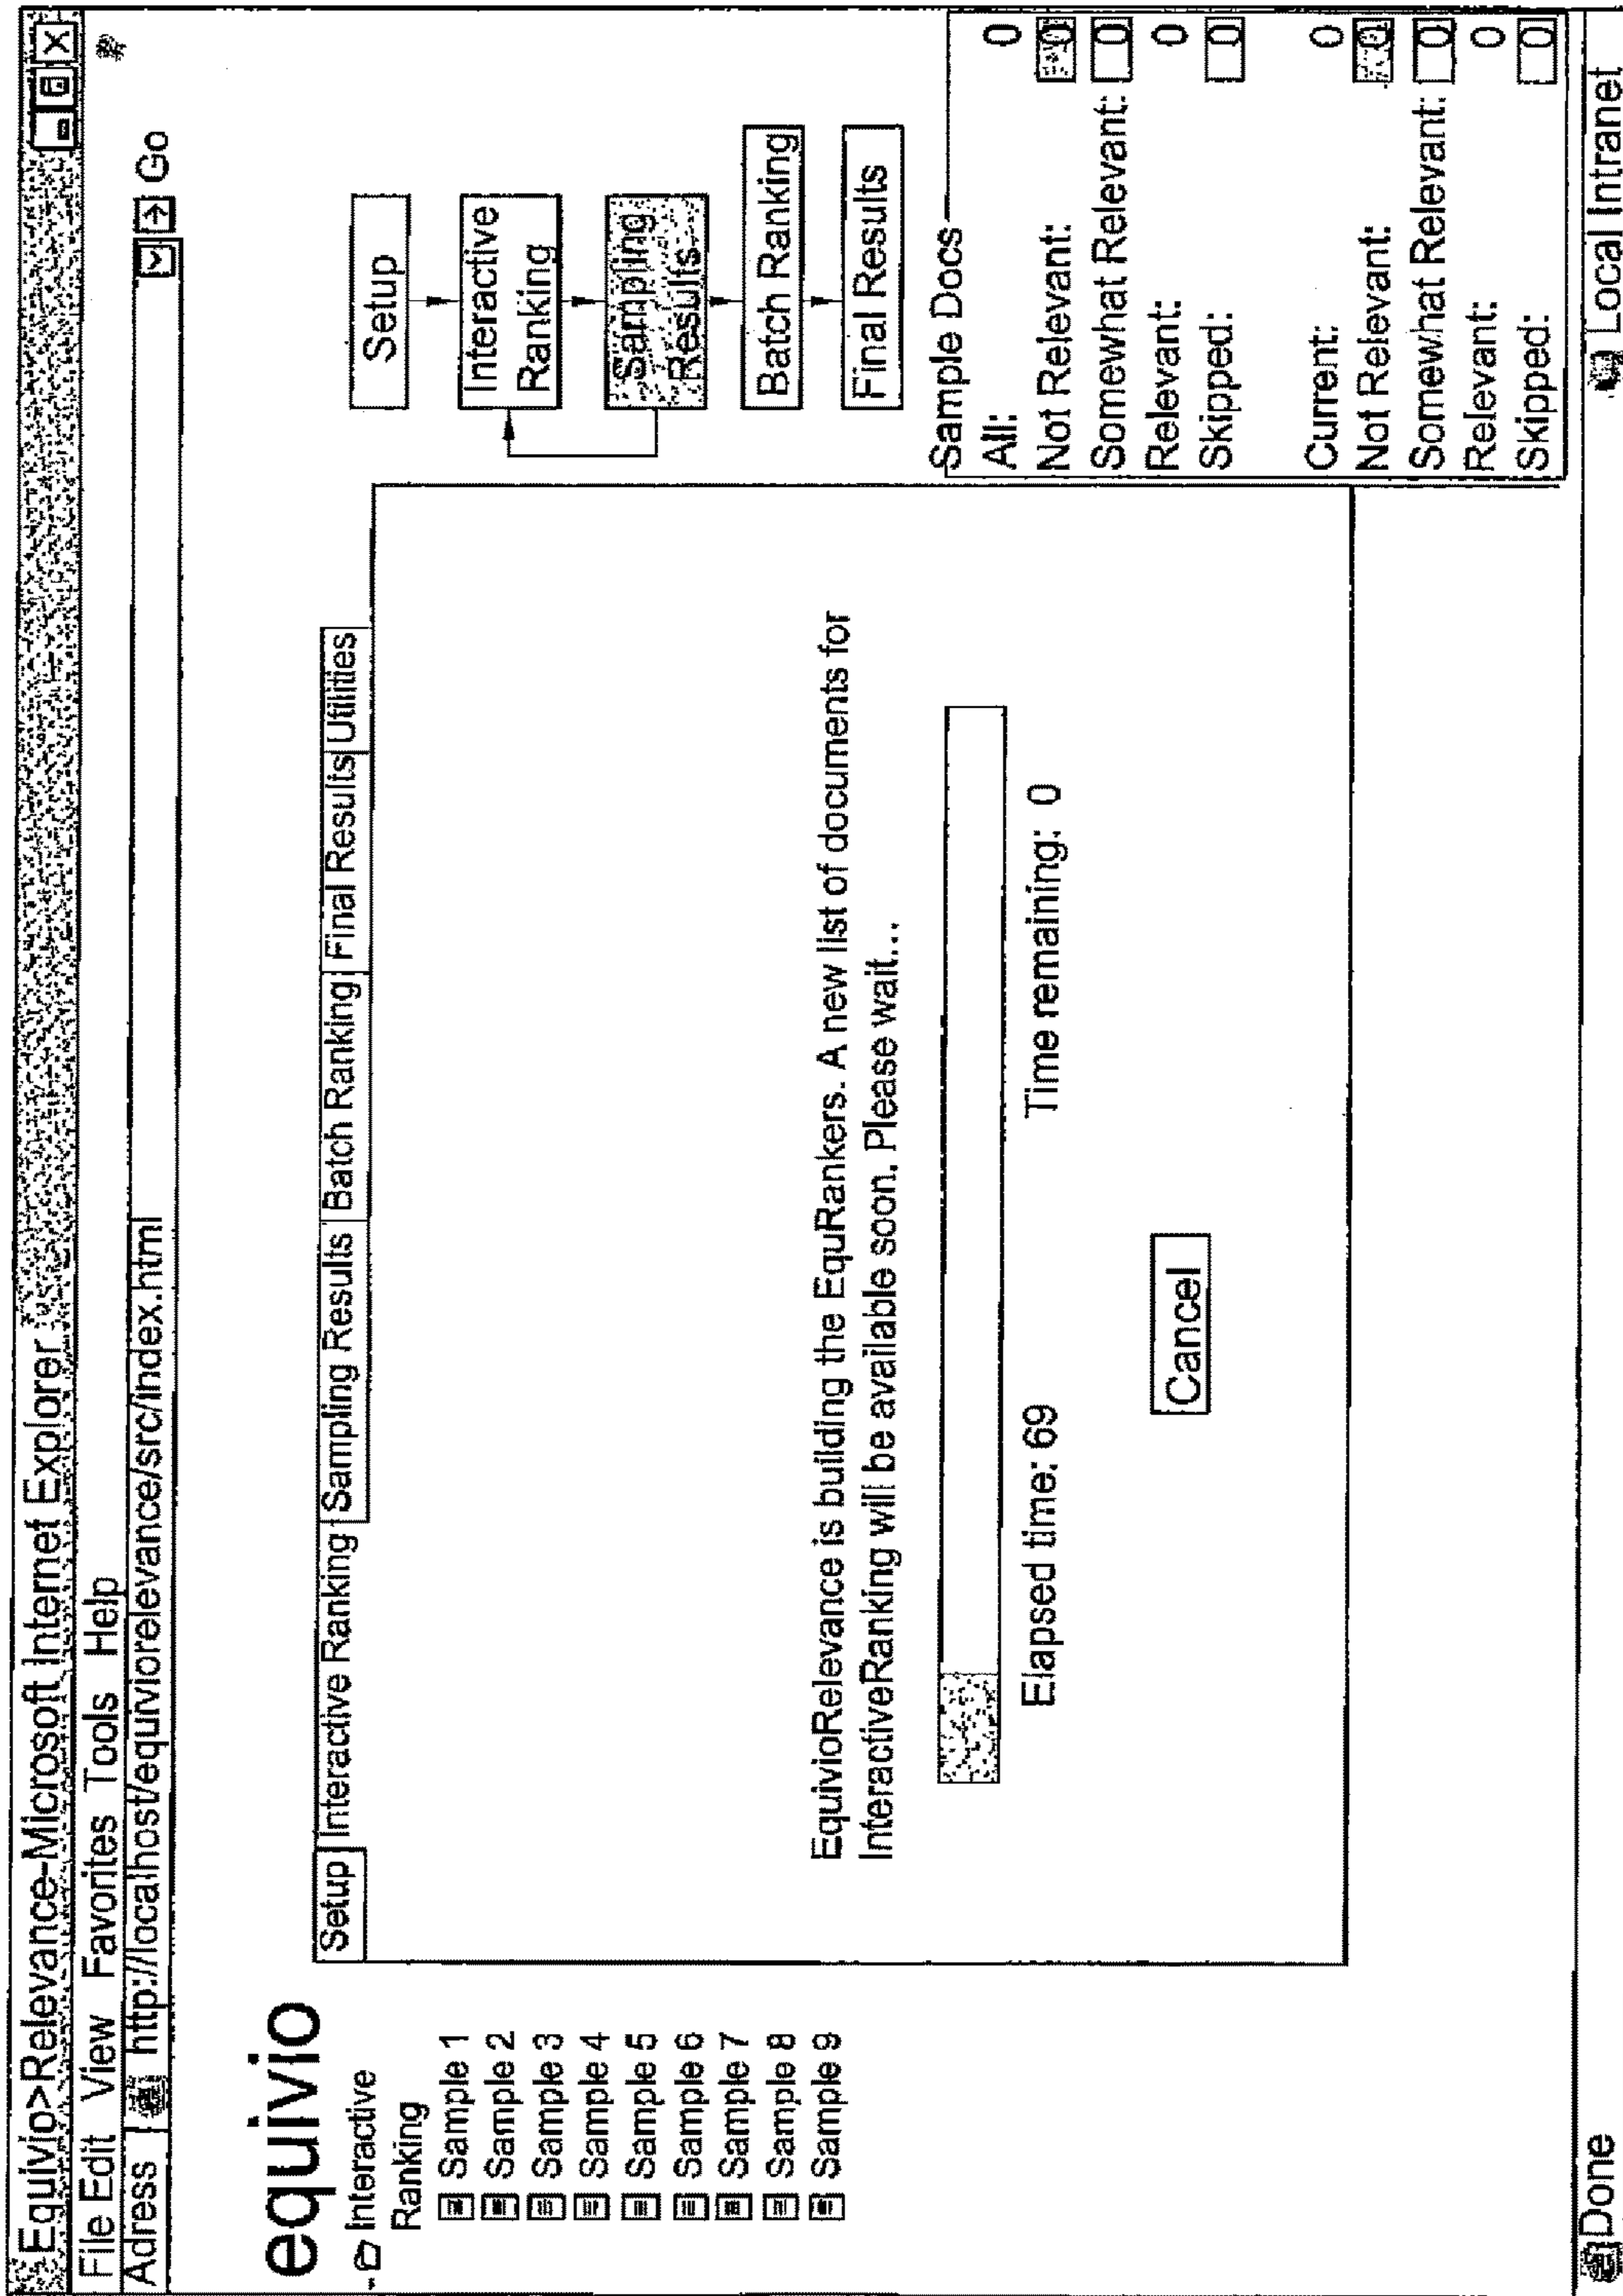 Equivio>Relevance-Microsoft Internet Explorer
File Edit View Favorites Tools Help
Adress http://localhost/equiviorelevance/src/index.html Go
equivio
Interactive
Ranking
Sample 1
Sample 2
Sample 3
Sample 4
Sample 5
Sample 6
Sample 7
Sample 8
Sample 9
Setup Interactive Ranking Sampling Results Batch Ranking Final Results Utilities
EquivioRelevance is building the EquRankers. A new list of documents for
InteractiveRanking will be available soon. Please wait...
Elapsed time: 69 Time remaining: 0
Cancel
Setup
Interactive
Ranking
Sampling
Results
Batch Ranking
Final Results
Sample Docs
All: 0
Not Relevant: 0
Somewhat Relevant: 0
Relevant: 0
Skipped: 0
Current: 0
Not Relevant: 0
Somewhat Relevant: 0
Relevant: 0
Skipped: 0
Done Local Intranet